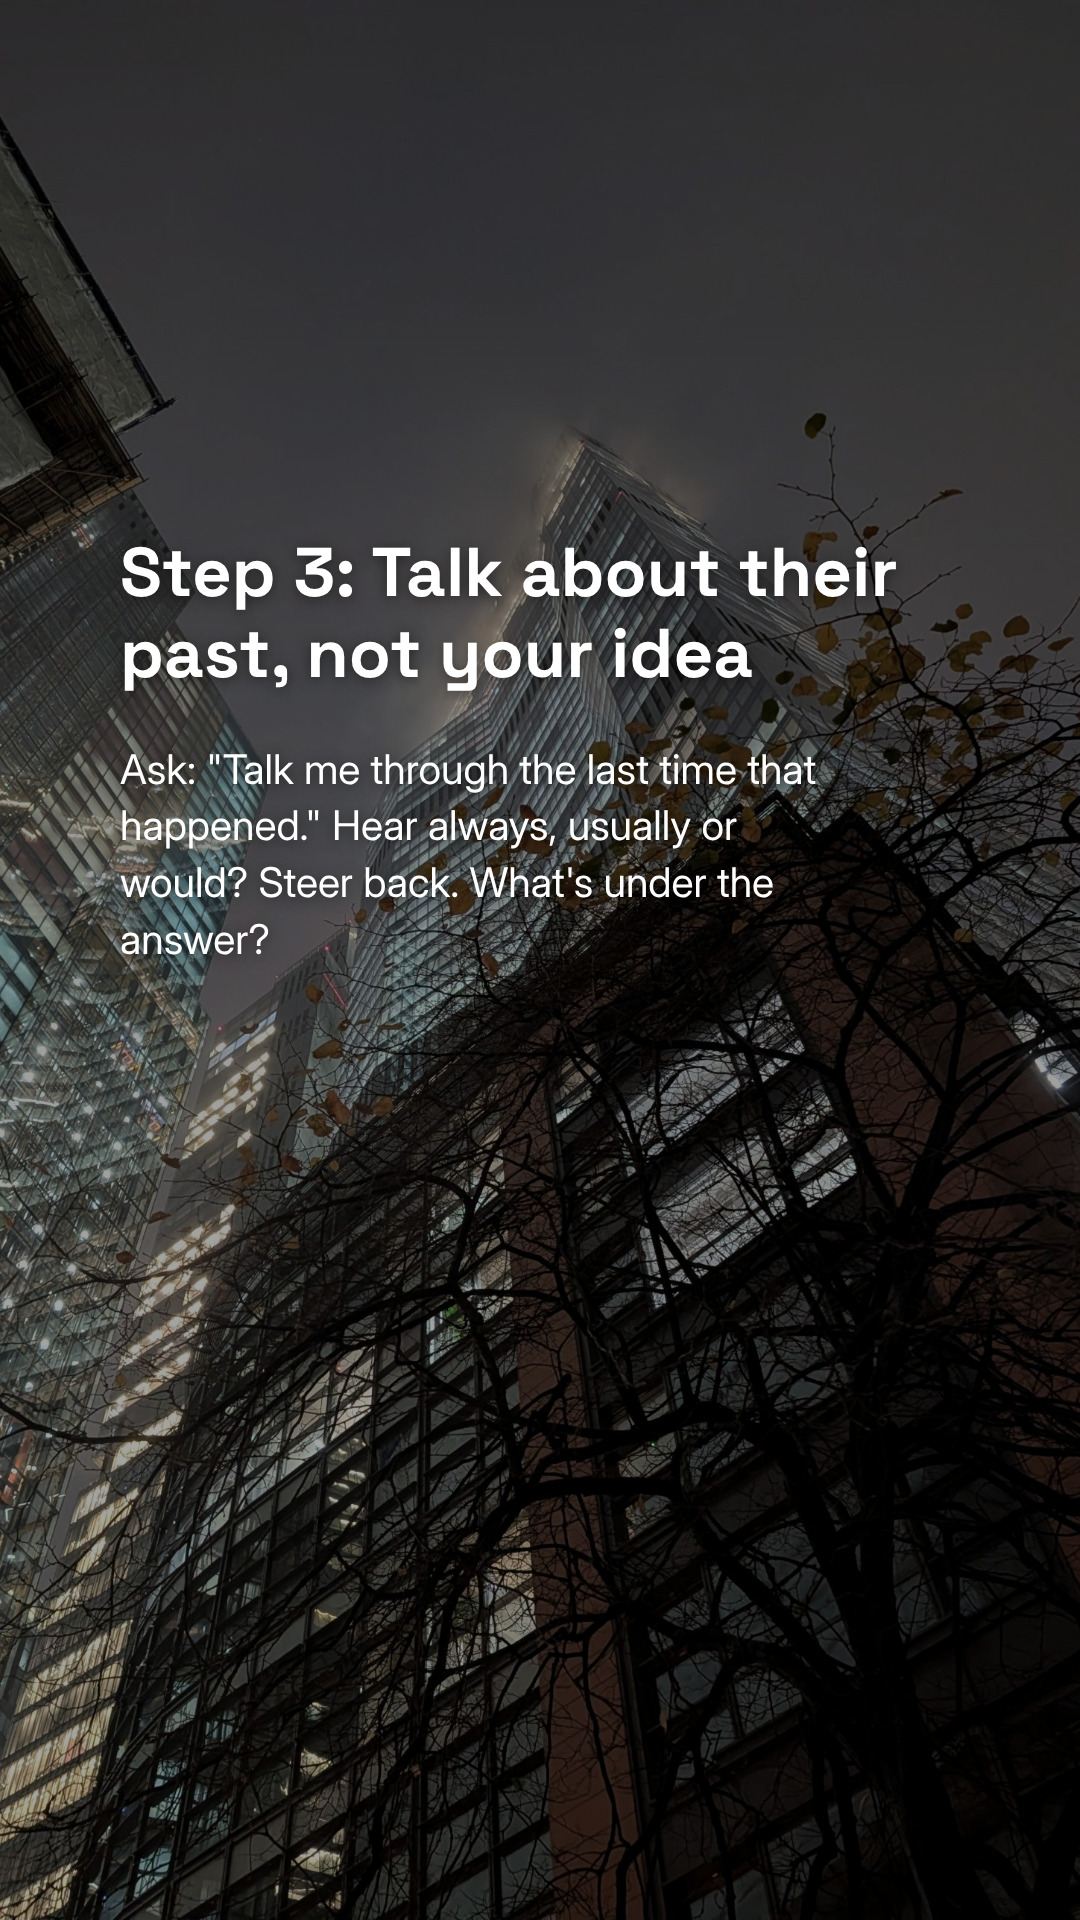 Step 3: Talk about their
past, not your idea
Ask: "Talk me through the last time that
happened." Hear always, usually or
would? Steer back. What's under the
answer?